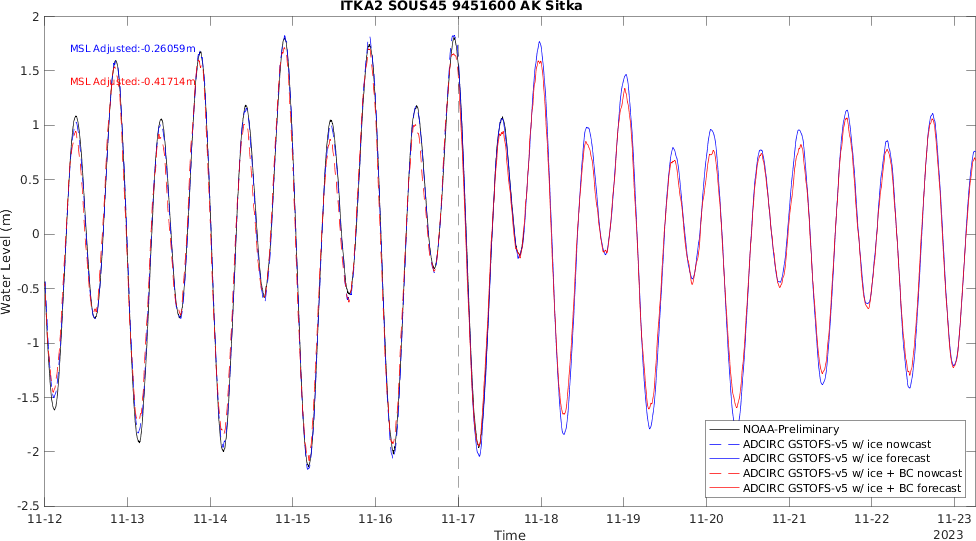 ITKA2 SOUS45 9451600 AK Sitka
MSL Adjusted:-0.26059m
MSL Adjusted:-0.41714m
Water Level (m)
2
1.5
1
0.5
0
-0.5
-1
-1.5
-2
-2.5
NOAA-Preliminary
ADCIRC GSTOFS-v5 w/ ice nowcast
ADCIRC GSTOFS-v5 w/ ice forecast
ADCIRC GSTOFS-v5 w/ ice + BC nowcast
ADCIRC GSTOFS-v5 w/ ice + BC forecast
11-12 11-13 11-14 11-15 11-16 11-17 11-18 11-19 11-20 11-21 11-22 11-23
Time
2023